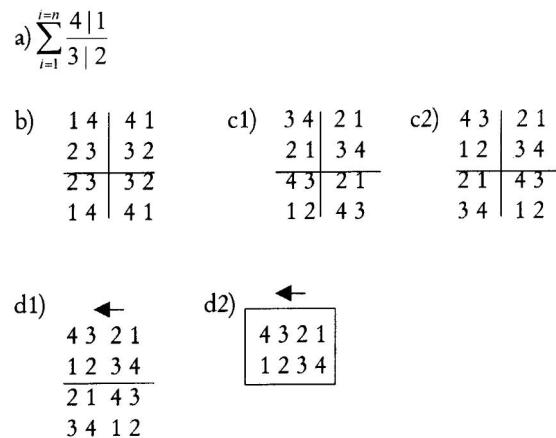 a) ∑ i=n i=1 4|1 / 3|2
b) 1 4 | 4 1
2 3 | 3 2
2 3 | 3 2
1 4 | 4 1
c1) 3 4 | 2 1
2 1 | 3 4
4 3 | 2 1
1 2 | 4 3
c2) 4 3 | 2 1
1 2 | 3 4
2 1 | 4 3
3 4 | 1 2
d1) ←
4 3 2 1
1 2 3 4
2 1 4 3
3 4 1 2
d2) ←
4 3 2 1
1 2 3 4